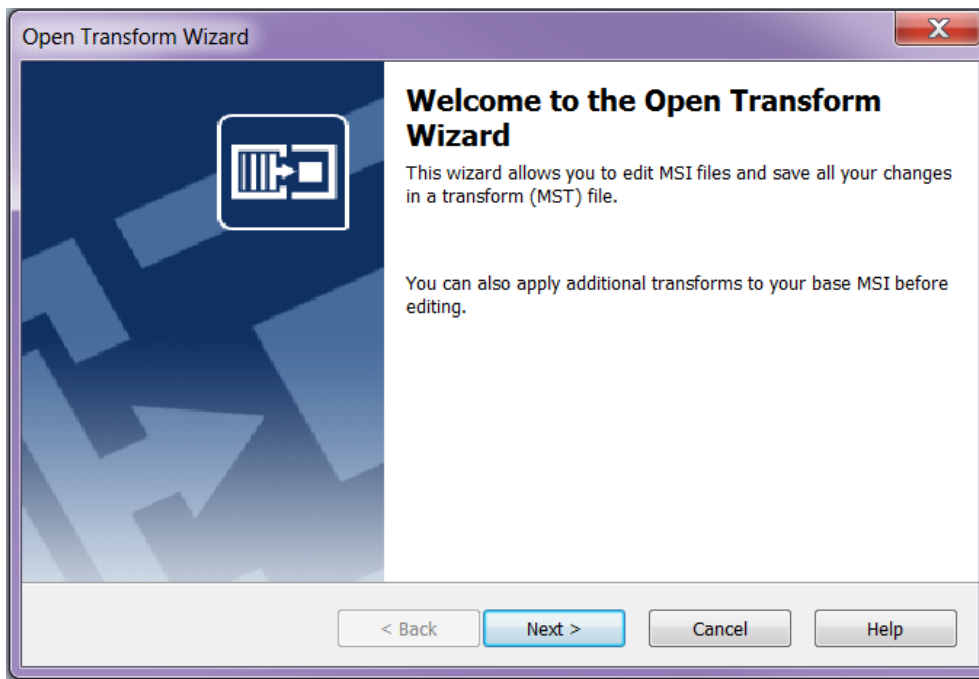 Open Transform Wizard
Welcome to the Open Transform
Wizard
This wizard allows you to edit MSI files and save all your changes
in a transform (MST) file.
You can also apply additional transforms to your base MSI before
editing.
< Back Next > Cancel Help